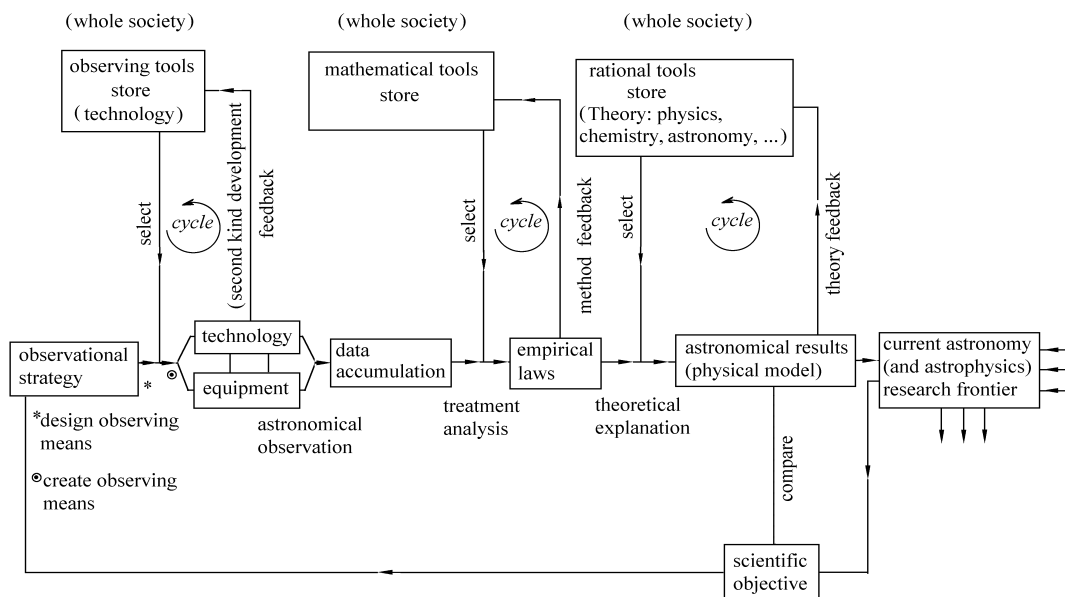 (whole society)
(whole society)
(whole society)
observing tools
store
(technology)
mathematical tools
store
rational tools
store
(Theory: physics,
chemistry, astronomy, ...)
select
cycle
(second kind development
feedback
select
cycle
method feedback
select
cycle
theory feedback
observational
strategy
*
technology
equipment
data
accumulation
empirical
laws
astronomical results
(physical model)
current astronomy
(and astrophysics)
research frontier
astronomical
observation
treatment
analysis
theoretical
explanation
*design observing
means
⊙create observing
means
compare
scientific
objective